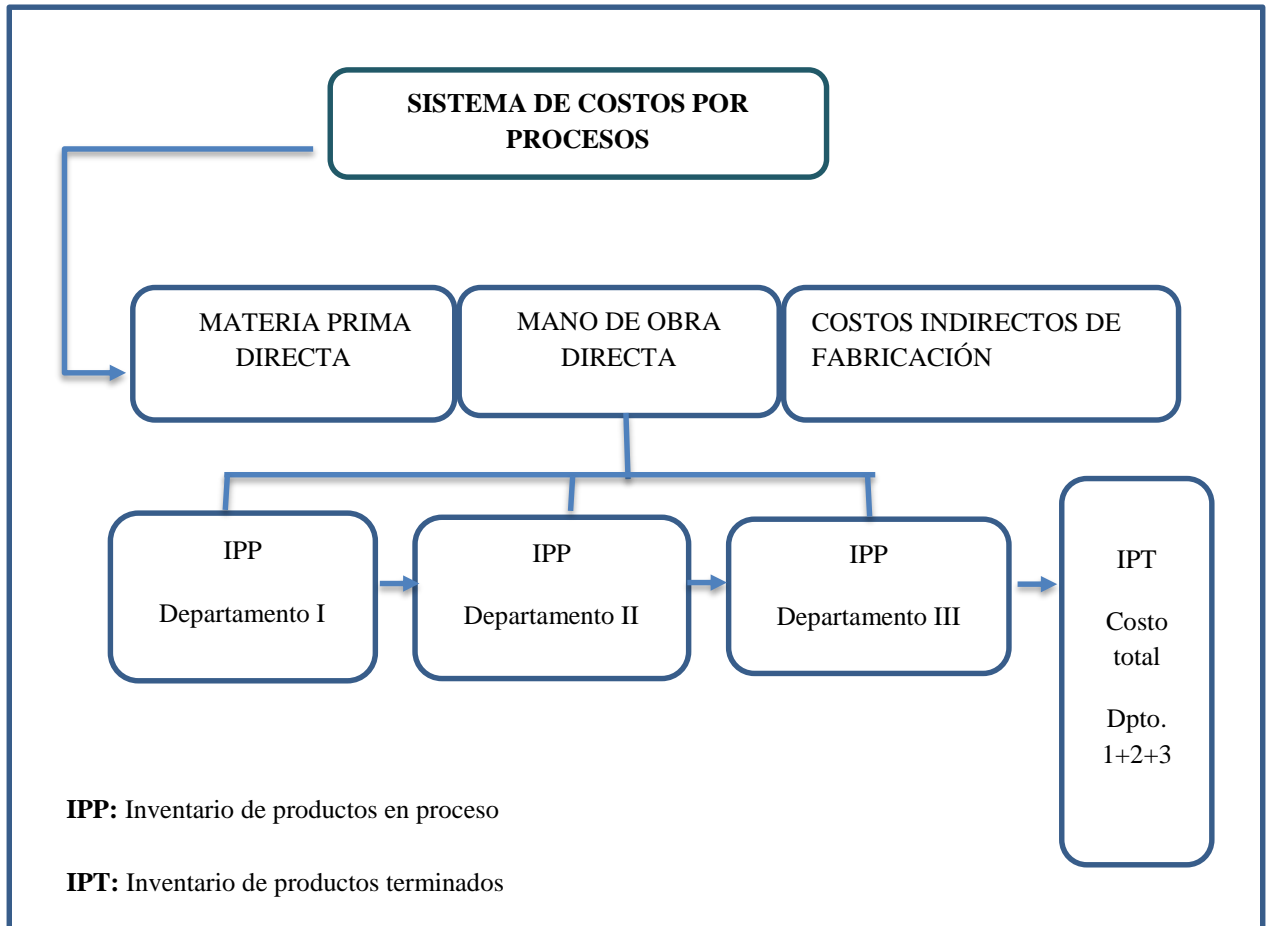 SISTEMA DE COSTOS POR
PROCESOS
MATERIA PRIMA
DIRECTA
MANO DE OBRA
DIRECTA
COSTOS INDIRECTOS DE
FABRICACIÓN
IPP
Departamento I
IPP
Departamento II
IPP
Departamento III
IPT
Costo
total
Dpto.
1+2+3
IPP: Inventario de productos en proceso
IPT: Inventario de productos terminados